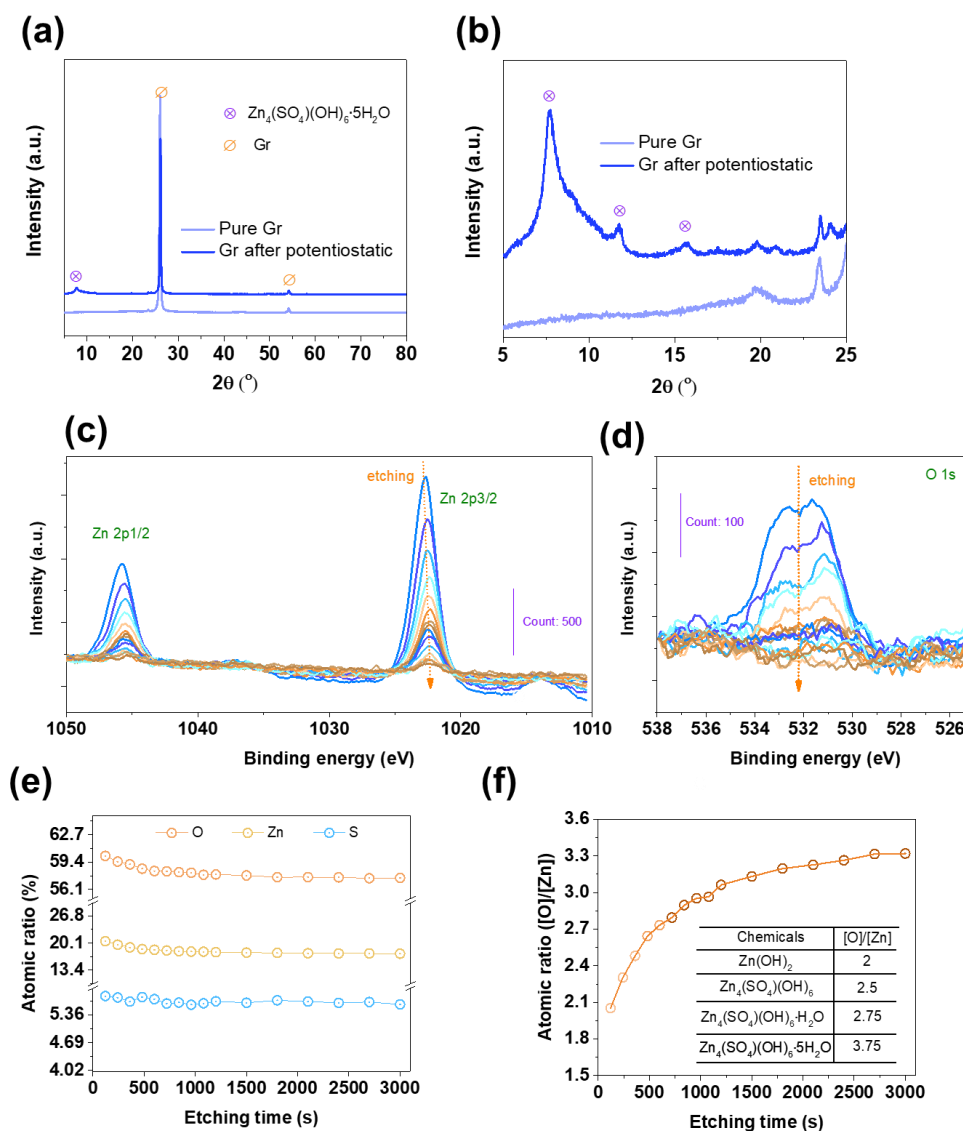 (a)
Intensity (a.u.)
Zn₄(SO₄)(OH)₆·5H₂O
Gr
Pure Gr
Gr after potentiostatic
10 20 30 40 50 60 70 80
2θ (°)
(b)
Intensity (a.u.)
Pure Gr
Gr after potentiostatic
5 10 15 20 25
2θ (°)
(c)
Intensity (a.u.)
etching
Zn 2p3/2
Zn 2p1/2
Count: 500
1050 1040 1030 1020 1010
Binding energy (eV)
(d)
Intensity (a.u.)
O 1s
etching
Count: 100
538 536 534 532 530 528 526
Binding energy (eV)
(e)
Atomic ratio (%)
O Zn S
62.7
59.4
56.1
26.8
20.1
13.4
5.36
4.69
4.02
0 500 1000 1500 2000 2500 3000
Etching time (s)
(f)
Atomic ratio ([O]/[Zn])
3.6
3.3
3.0
2.7
2.4
2.1
1.8
1.5
Chemicals [O]/[Zn]
Zn(OH)₂ 2
Zn₄(SO₄)(OH)₆ 2.5
Zn₄(SO₄)(OH)₆·H₂O 2.75
Zn₄(SO₄)(OH)₆·5H₂O 3.75
0 500 1000 1500 2000 2500 3000
Etching time (s)